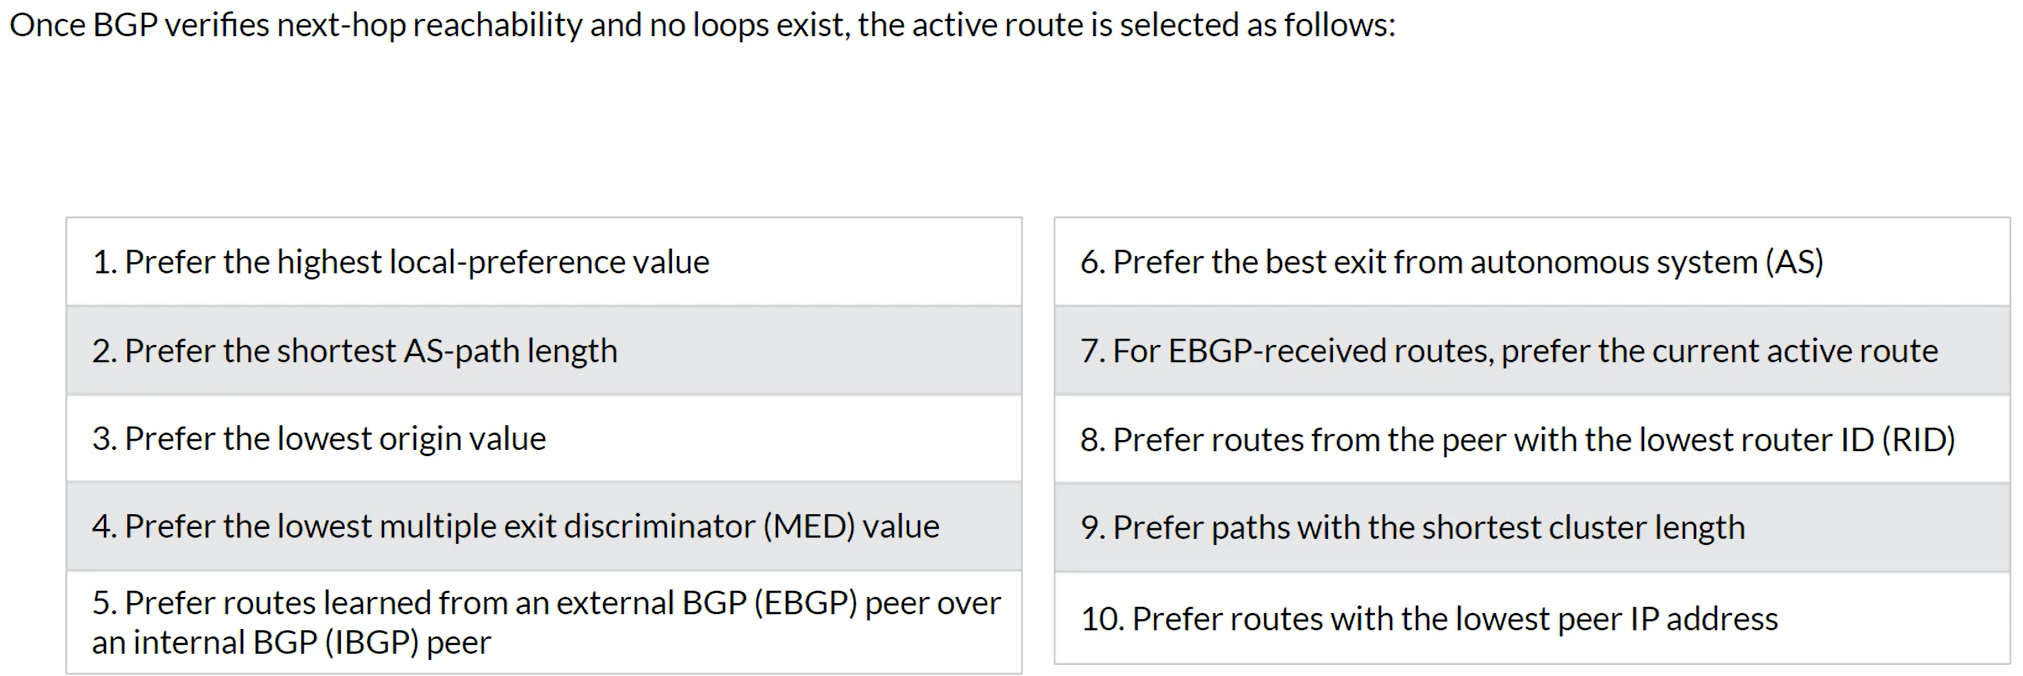 Once BGP verifies next-hop reachability and no loops exist, the active route is selected as follows:
1. Prefer the highest local-preference value
2. Prefer the shortest AS-path length
3. Prefer the lowest origin value
4. Prefer the lowest multiple exit discriminator (MED) value
5. Prefer routes learned from an external BGP (EBGP) peer over
an internal BGP (IBGP) peer
6. Prefer the best exit from autonomous system (AS)
7. For EBGP-received routes, prefer the current active route
8. Prefer routes from the peer with the lowest router ID (RID)
9. Prefer paths with the shortest cluster length
10. Prefer routes with the lowest peer IP address